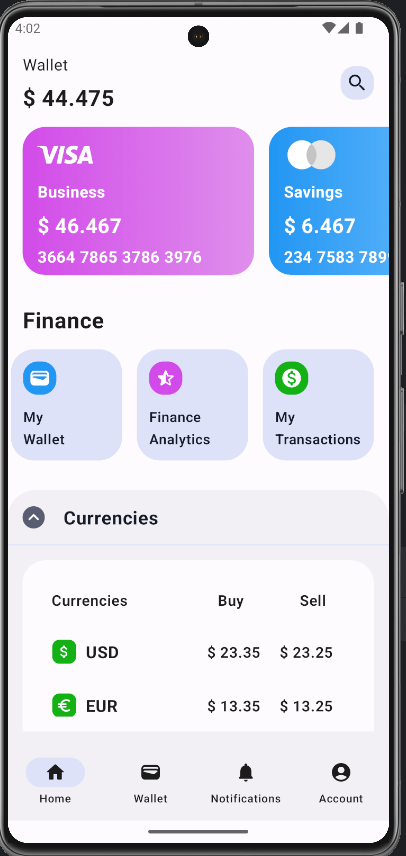 4:02
Wallet
$ 44.475
VISA
Business
$ 46.467
3664 7865 3786 3976
Savings
$ 6.467
234 7583 789
Finance
My
Wallet
Finance
Analytics
My
Transactions
Currencies
Currencies Buy Sell
$ USD $ 23.35 $ 23.25
€ EUR $ 13.35 $ 13.25
Home Wallet Notifications Account